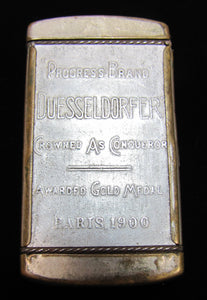 PROGRESS BRAND
DUESSELDORFER
CROWNED AS CONQUEROR
AWARDED GOLD MEDAL
PARIS, 1900